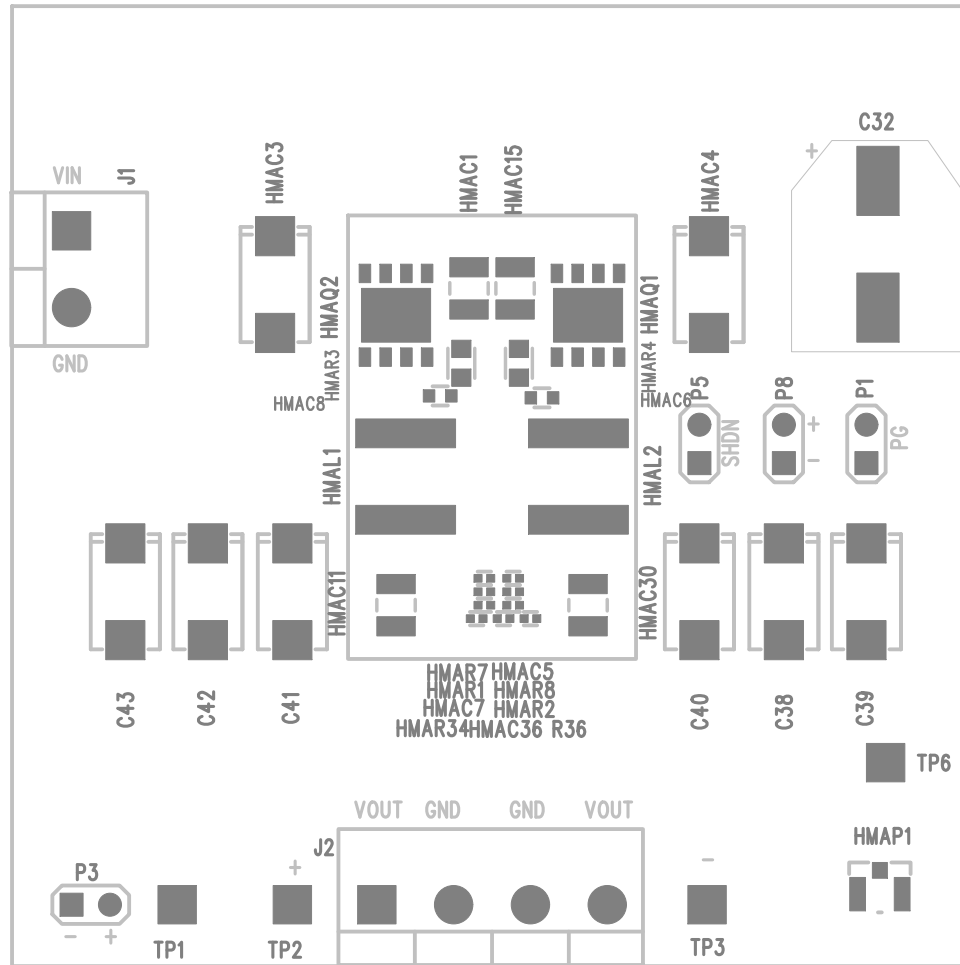 C32
+
HMAC3
HMAC1
HMAC15
HMAC4
VIN
J1
GND
HMAQ2
HMAQ1
HMAR3
HMAR4
HMAC8
HMAC6
P5
P8
P1
SHDN
+
-
PG
HMAL1
HMAL2
HMAC11
HMAC30
HMAR7 HMAC5
HMAR1 HMAR8
HMAC7 HMAR2
HMAR34 HMAC36 R36
C43
C42
C41
C40
C38
C39
TP6
VOUT GND GND VOUT
J2
HMAP1
P3
+
-
- +
-
TP1
TP2
TP3